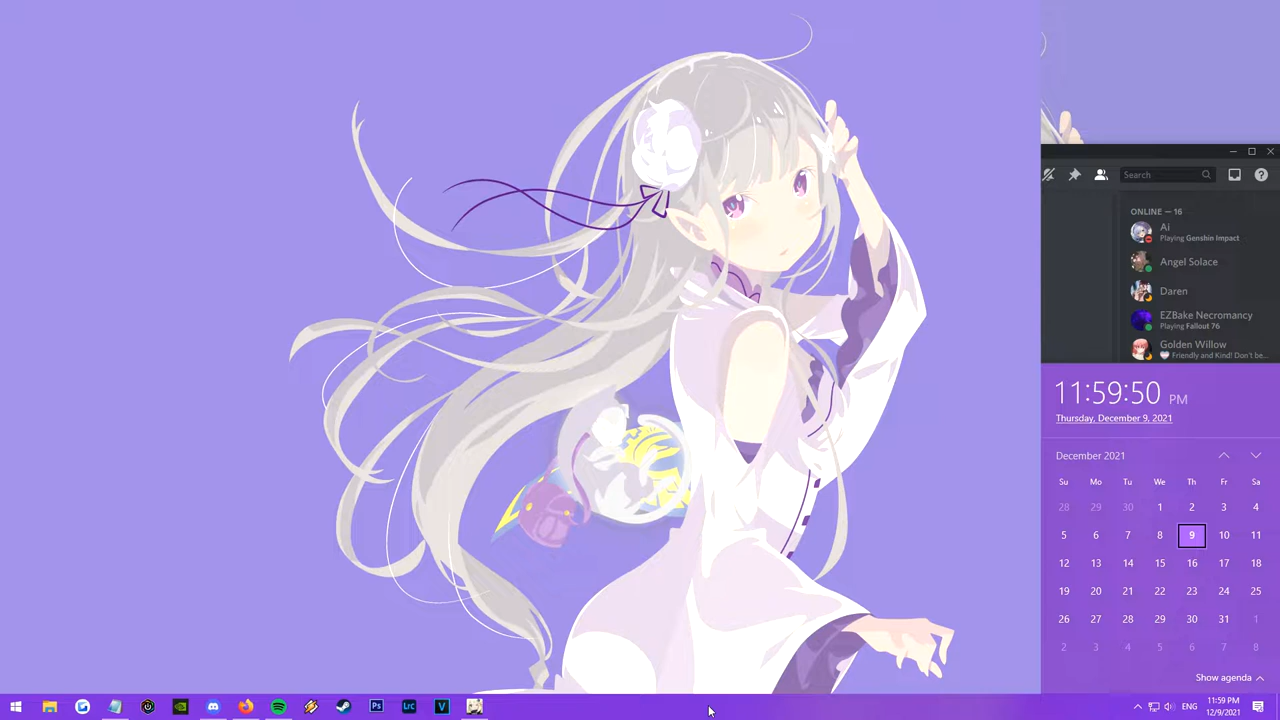 Search
ONLINE — 16
Ai
Playing Genshin Impact
Angel Solace
Daren
EZBake Necromancy
Playing Fallout 76
Golden Willow
Friendly and Kind! Don't be...
11:59:50 PM
Thursday, December 9, 2021
December 2021
Su Mo Tu We Th Fr Sa
28 29 30 1 2 3 4
5 6 7 8 9 10 11
12 13 14 15 16 17 18
19 20 21 22 23 24 25
26 27 28 29 30 31 1
2 3 4 5 6 7 8
Show agenda
Ps Lrc V ENG 11:59 PM
12/9/2021